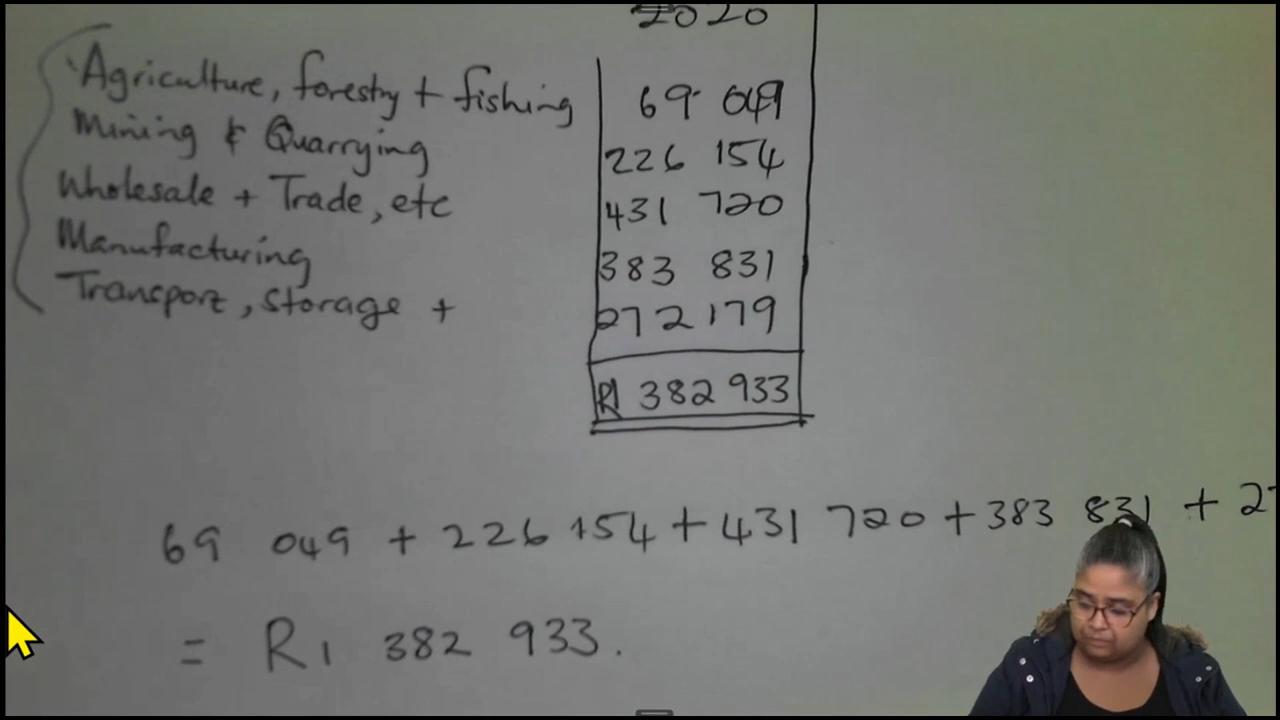 2020
Agriculture, forestry + fishing 69 049
Mining & Quarrying 226 154
Wholesale + Trade, etc 431 720
Manufacturing 383 831
Transport, storage + 272 179
R1 382 933
69 049 + 226 154 + 431 720 + 383 831 + 27
= R1 382 933.